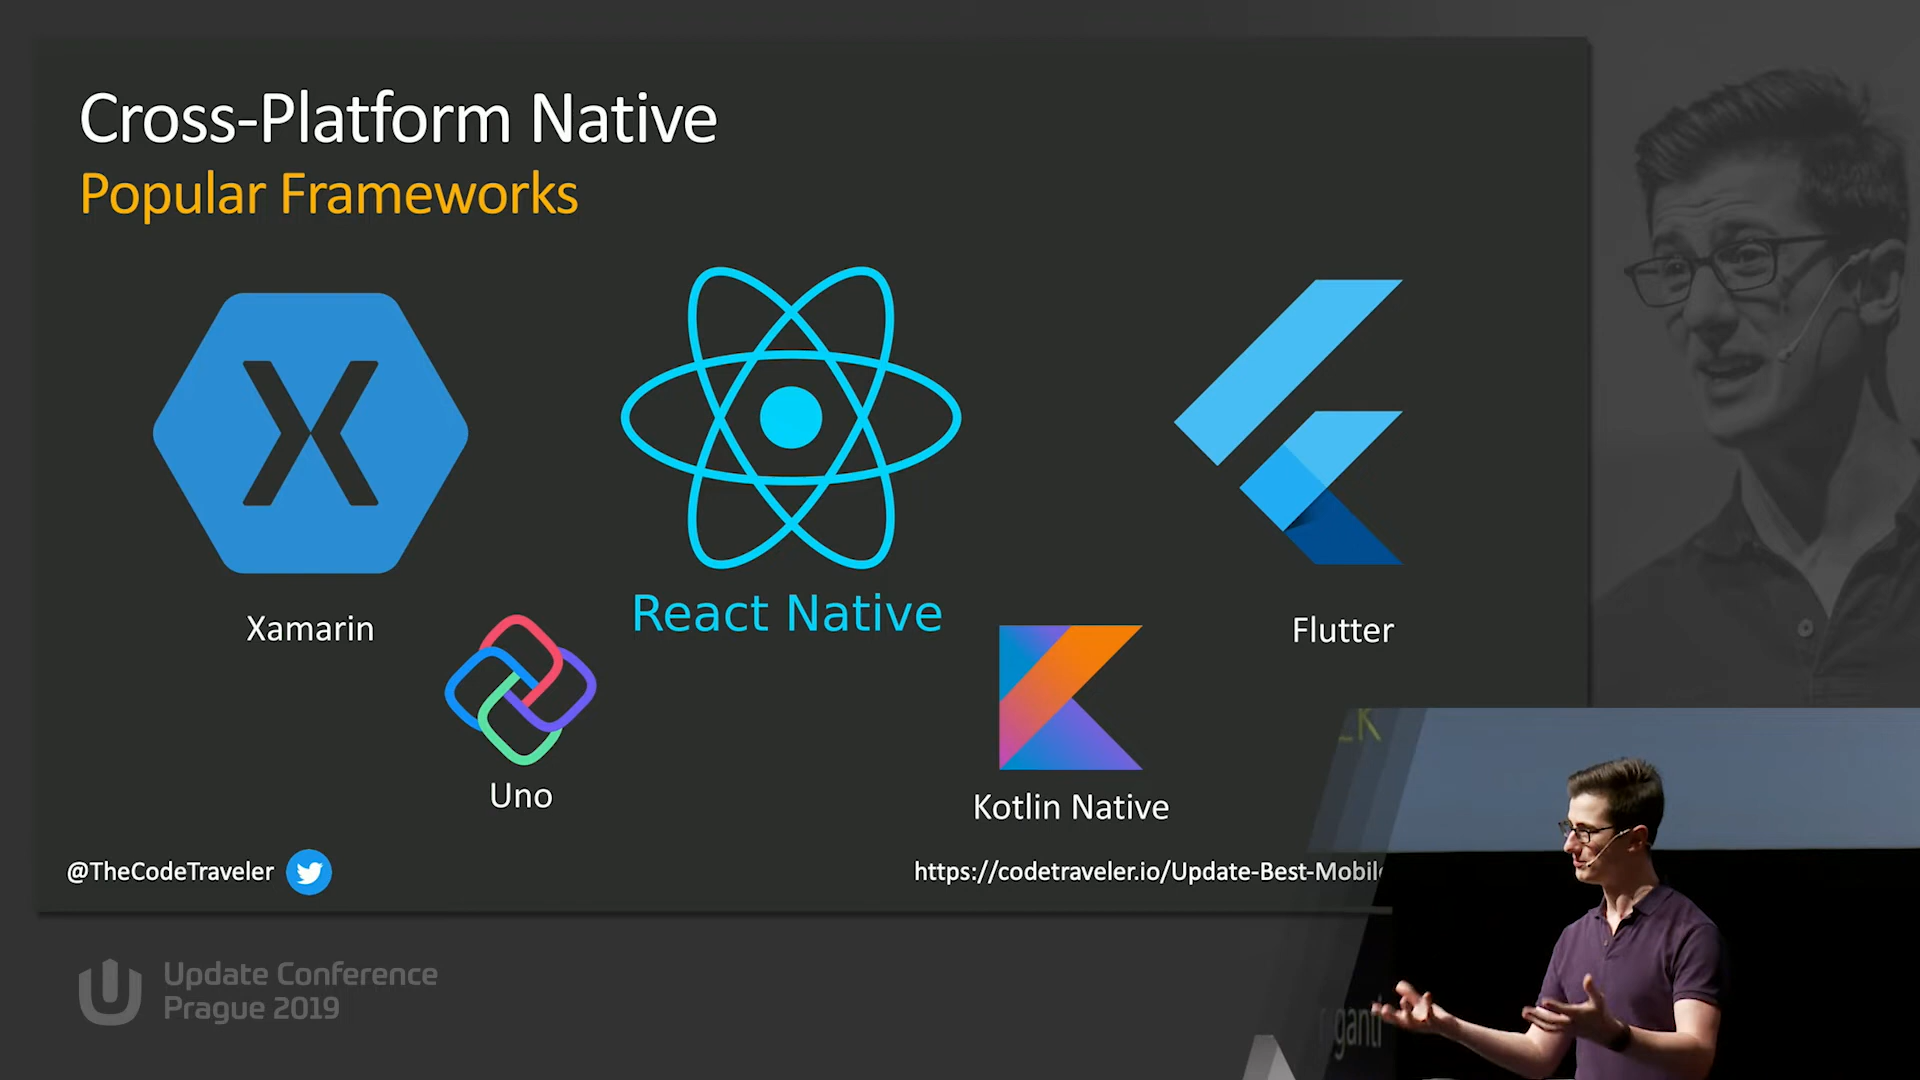 Cross-Platform Native
Popular Frameworks
Xamarin
React Native
Flutter
Uno
Kotlin Native
@TheCodeTraveler
https://codetraveler.io/Update-Best-Mobile
Update Conference
Prague 2019